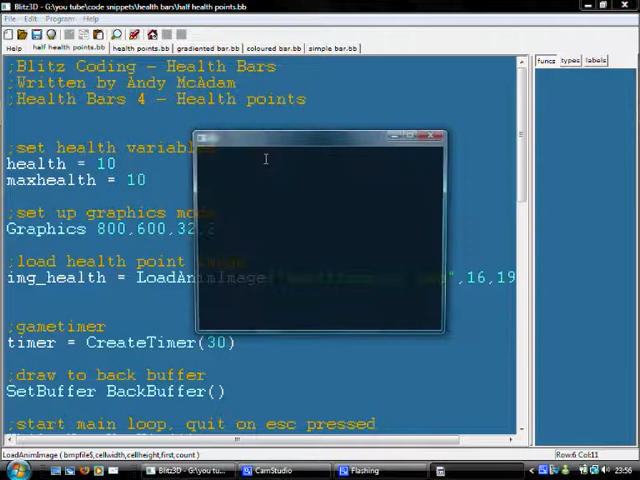 Blitz3D - G:\you tube\code snippets\health bars\half health points.bb
File Edit Program Help
Help half health points.bb health points.bb gradiented bar.bb coloured bar.bb simple bar.bb
funcs types labels
;Blitz Coding - Health Bars
;Written by Andy McAdam
;Health Bars 4 - Health points
;set health variabl
health = 10
maxhealth = 10
;set up graphics mo
Graphics 800,600,32,2
;load health point image
img_health = LoadAnimImage( ",16,19
;gametimer
timer = CreateTimer(30)
;draw to back buffer
SetBuffer BackBuffer()
;start main loop, quit on esc pressed
LoadAnimImage ( bmpfile$,cellwidth,cellheight,first,count )
Row:6 Col:11
Blitz3D - G:\you tu...
CamStudio
Flashing
23:56